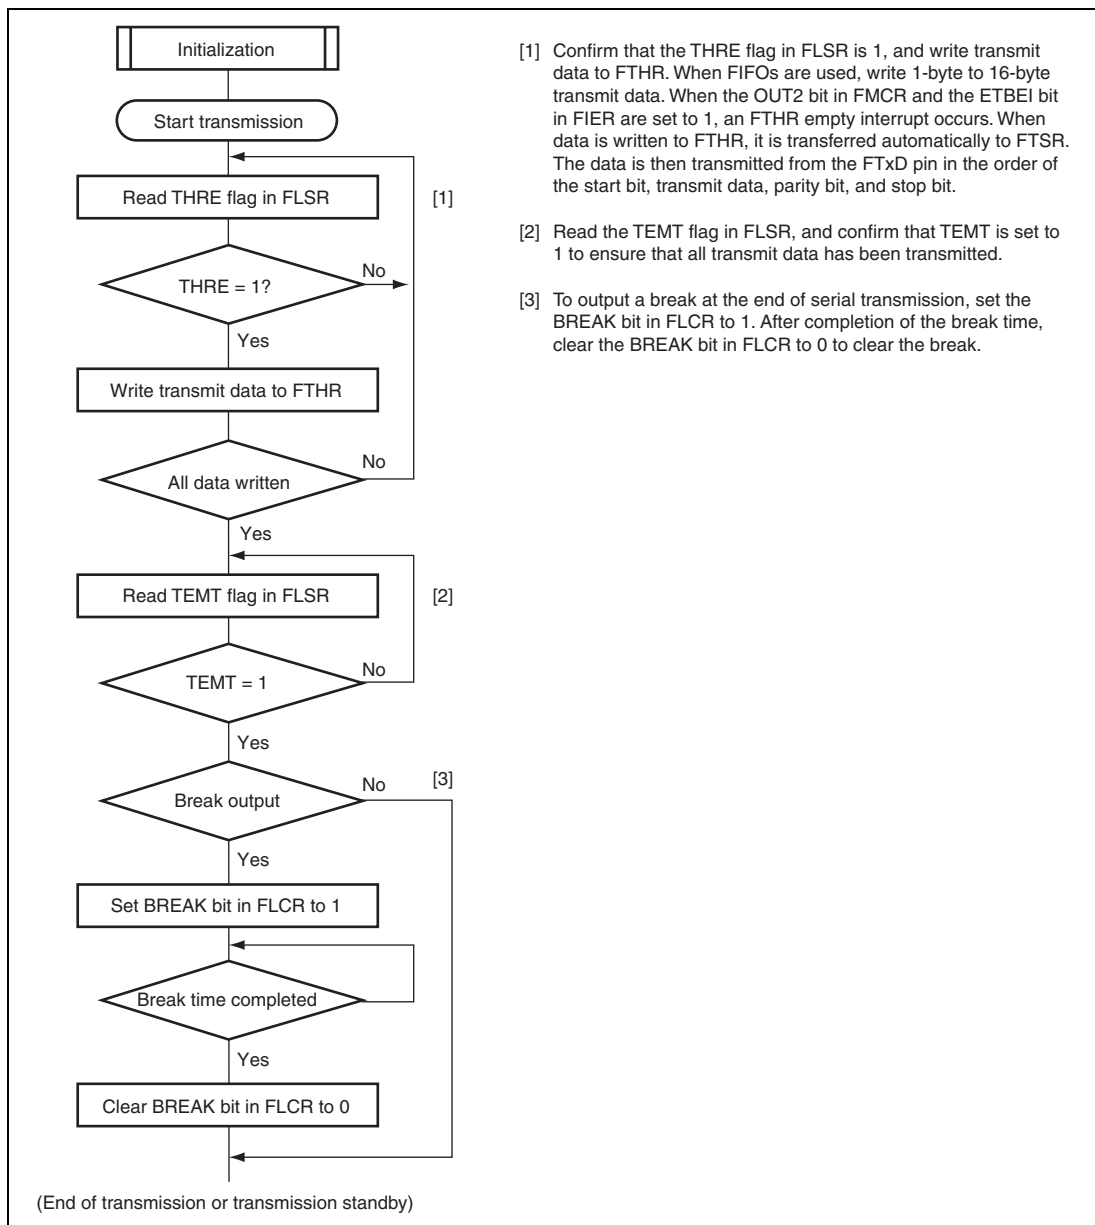 Initialization
Start transmission
Read THRE flag in FLSR
[1]
THRE = 1?
No
Yes
Write transmit data to FTHR
All data written
No
Yes
Read TEMT flag in FLSR
[2]
TEMT = 1
No
Yes
[3]
Break output
No
Yes
Set BREAK bit in FLCR to 1
Break time completed
Yes
Clear BREAK bit in FLCR to 0
(End of transmission or transmission standby)
[1] Confirm that the THRE flag in FLSR is 1, and write transmit
data to FTHR. When FIFOs are used, write 1-byte to 16-byte
transmit data. When the OUT2 bit in FMCR and the ETBEI bit
in FIER are set to 1, an FTHR empty interrupt occurs. When
data is written to FTHR, it is transferred automatically to FTSR.
The data is then transmitted from the FTxD pin in the order of
the start bit, transmit data, parity bit, and stop bit.
[2] Read the TEMT flag in FLSR, and confirm that TEMT is set to
1 to ensure that all transmit data has been transmitted.
[3] To output a break at the end of serial transmission, set the
BREAK bit in FLCR to 1. After completion of the break time,
clear the BREAK bit in FLCR to 0 to clear the break.